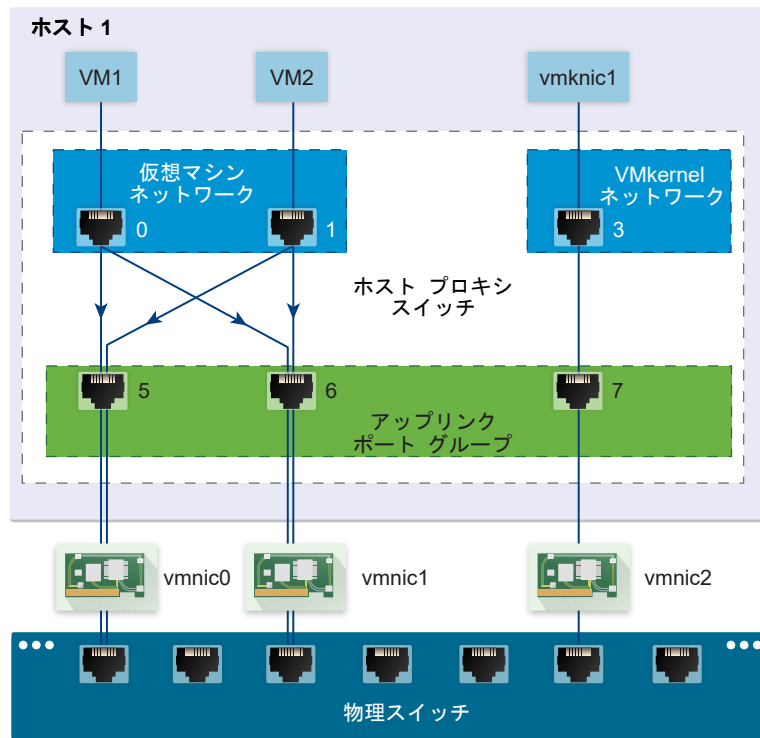 ホスト 1
VM1
VM2
vmknic1
仮想マシン
ネットワーク
VMkernel
ネットワーク
0
1
3
ホスト プロキシ
スイッチ
5
6
7
アップリンク
ポート グループ
vmnic0
vmnic1
vmnic2
物理スイッチ